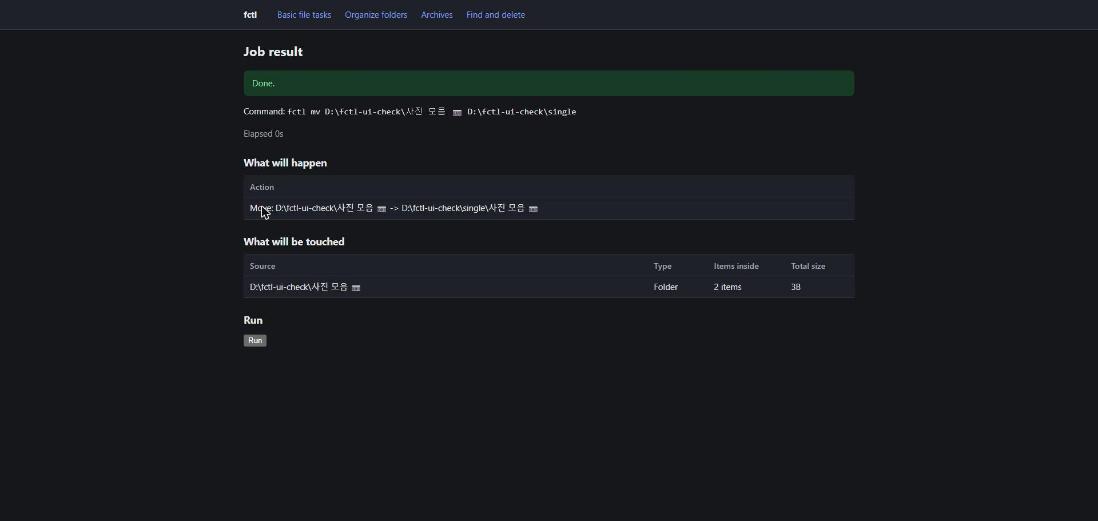 fctl Basic file tasks Organize folders Archives Find and delete
Job result
Done.
Command: fctl mv D:\fctl-ui-check\사진 모음 D:\fctl-ui-check\single
Elapsed 0s
What will happen
Action
Move: D:\fctl-ui-check\사진 모음 -> D:\fctl-ui-check\single\사진 모음
What will be touched
Source Type Items inside Total size
D:\fctl-ui-check\사진 모음 Folder 2 items 38
Run
Run